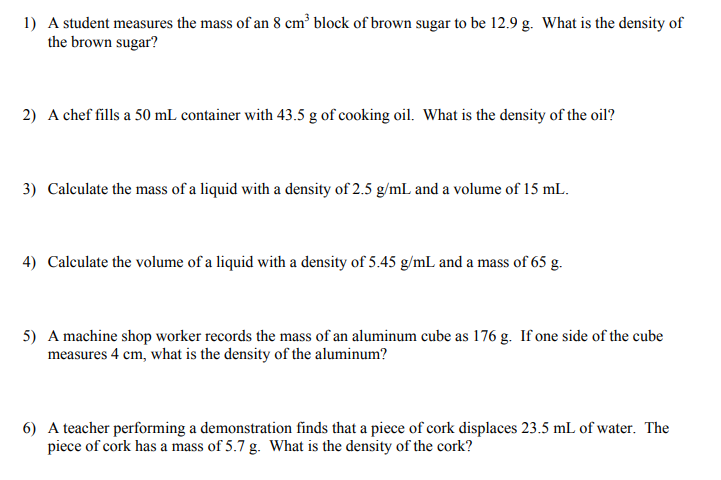 1) A student measures the mass of an 8 cm³ block of brown sugar to be 12.9 g. What is the density of
the brown sugar?
2) A chef fills a 50 mL container with 43.5 g of cooking oil. What is the density of the oil?
3) Calculate the mass of a liquid with a density of 2.5 g/mL and a volume of 15 mL.
4) Calculate the volume of a liquid with a density of 5.45 g/mL and a mass of 65 g.
5) A machine shop worker records the mass of an aluminum cube as 176 g. If one side of the cube
measures 4 cm, what is the density of the aluminum?
6) A teacher performing a demonstration finds that a piece of cork displaces 23.5 mL of water. The
piece of cork has a mass of 5.7 g. What is the density of the cork?